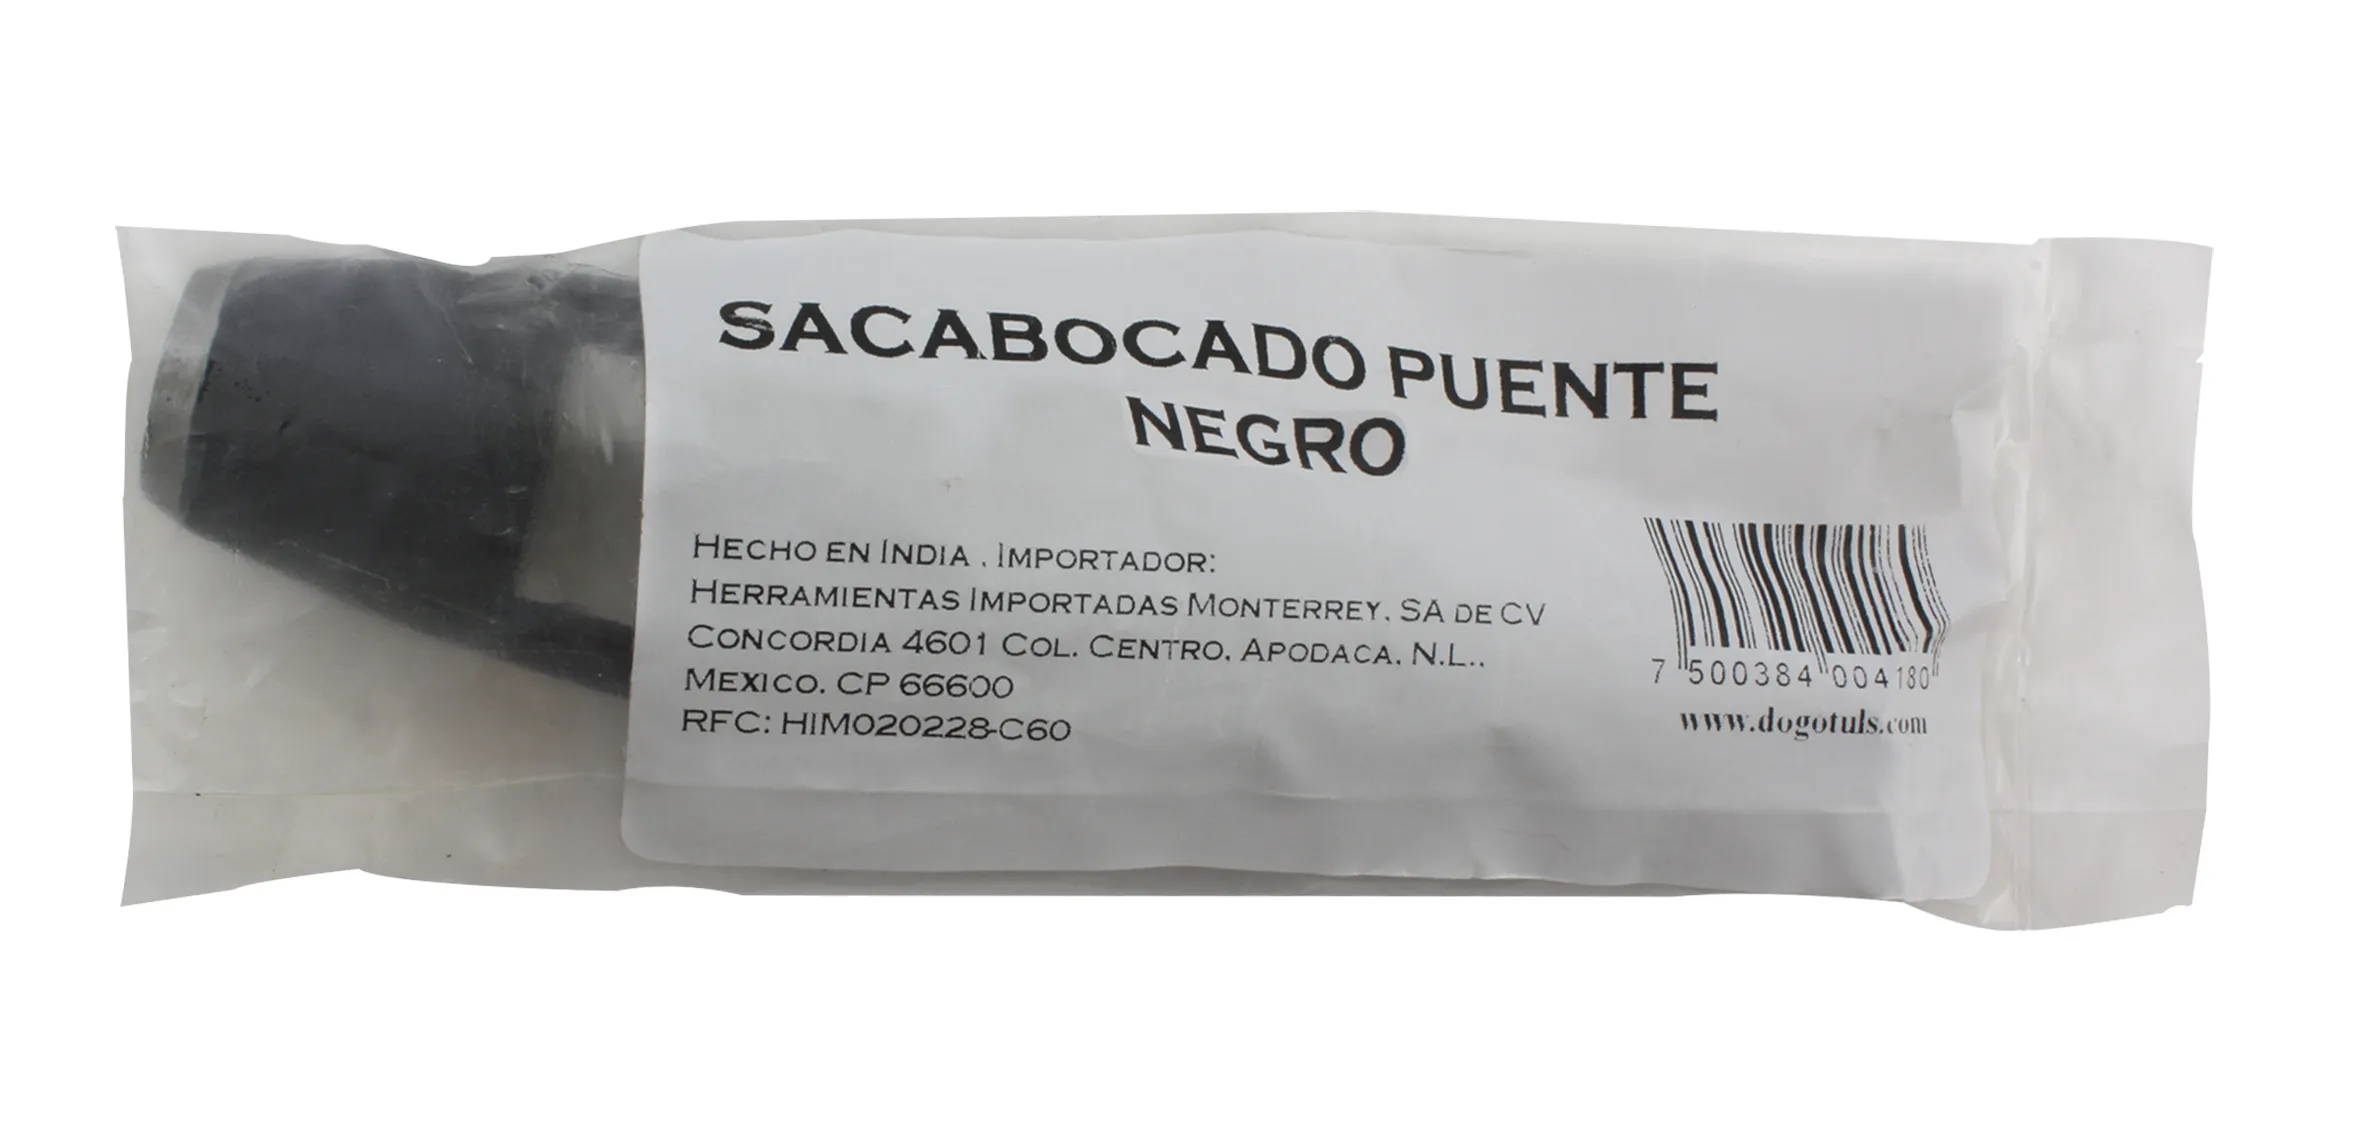 SACABOCADO PUENTE
NEGRO
HECHO EN INDIA . IMPORTADOR:
HERRAMIENTAS IMPORTADAS MONTERREY, SA DE CV
CONCORDIA 4601 COL. CENTRO, APODACA, N.L.,
MEXICO. CP 66600
RFC: HIM020228-C60
7 500384 004180
www.dogotuls.com